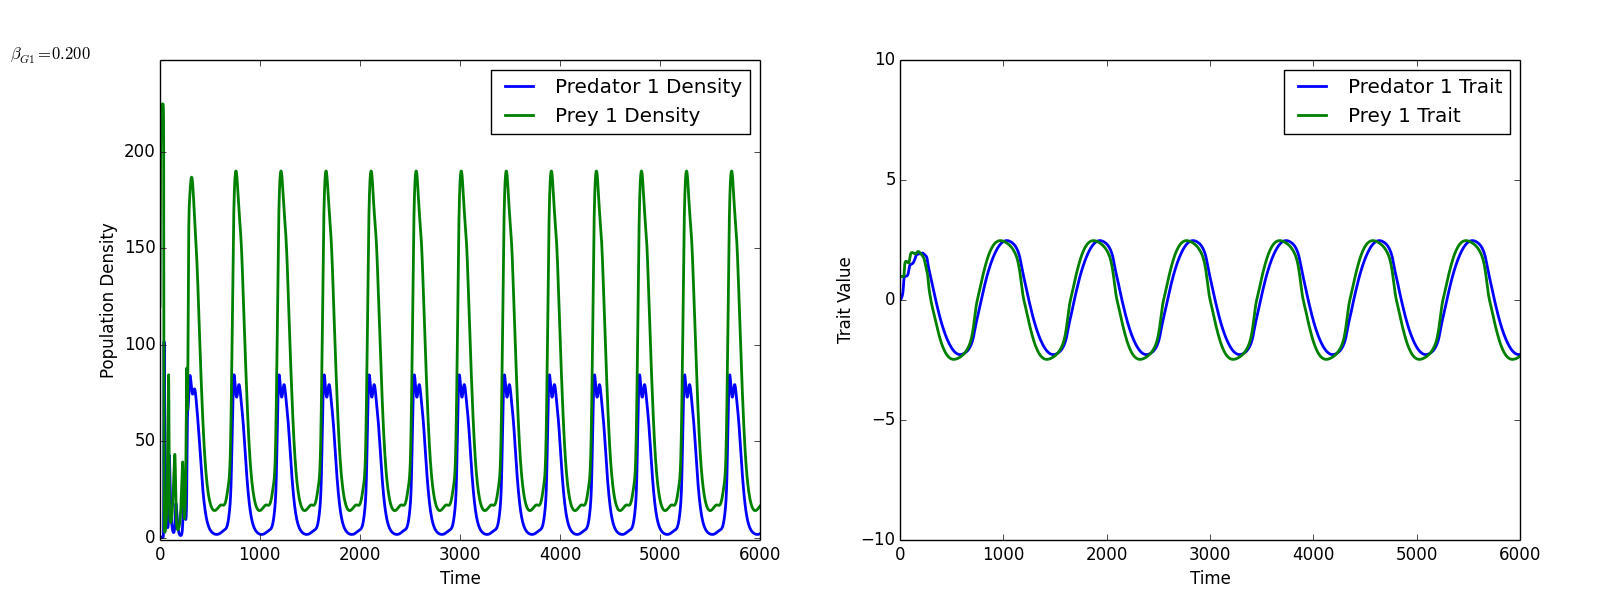 β_G1=0.200
Predator 1 Density
Prey 1 Density
Population Density
200
150
100
50
0
0 1000 2000 3000 4000 5000 6000
Time
Predator 1 Trait
Prey 1 Trait
Trait Value
10
5
0
−5
−10
0 1000 2000 3000 4000 5000 6000
Time